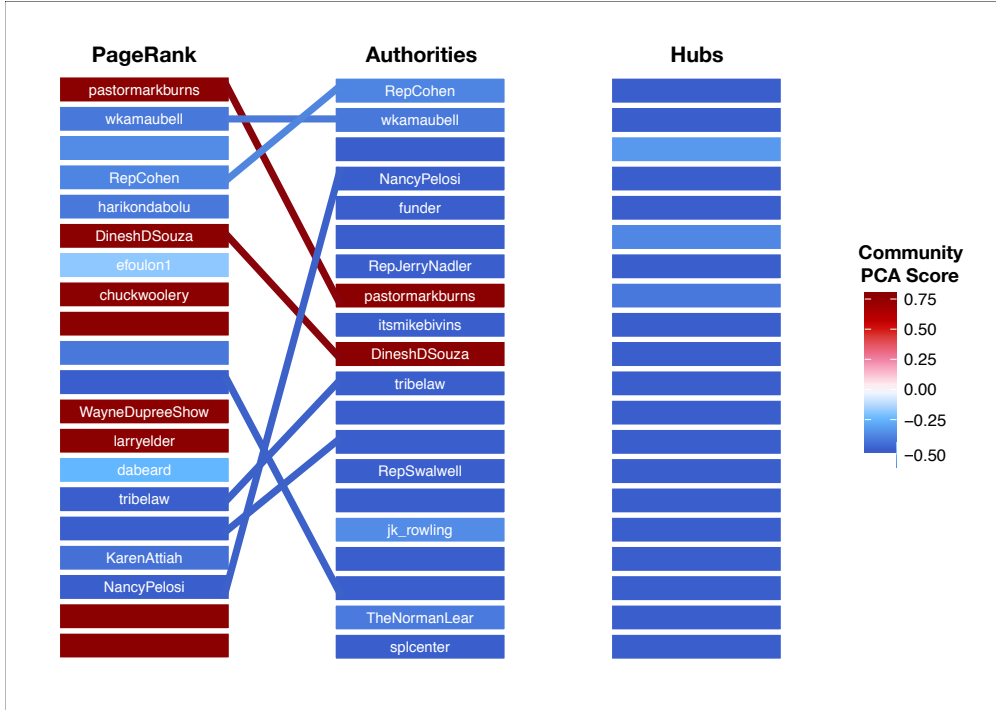 PageRank
Authorities
Hubs
pastormarkburns
wkamaubell
RepCohen
harikondabolu
DineshDSouza
efoulon1
chuckwoolery
WayneDupreeShow
larryelder
dabeard
tribelaw
KarenAttiah
NancyPelosi
RepCohen
wkamaubell
NancyPelosi
funder
RepJerryNadler
pastormarkburns
itsmikebivins
DineshDSouza
tribelaw
RepSwalwell
jk_rowling
TheNormanLear
splcenter
Community
PCA Score
0.75
0.50
0.25
0.00
−0.25
−0.50